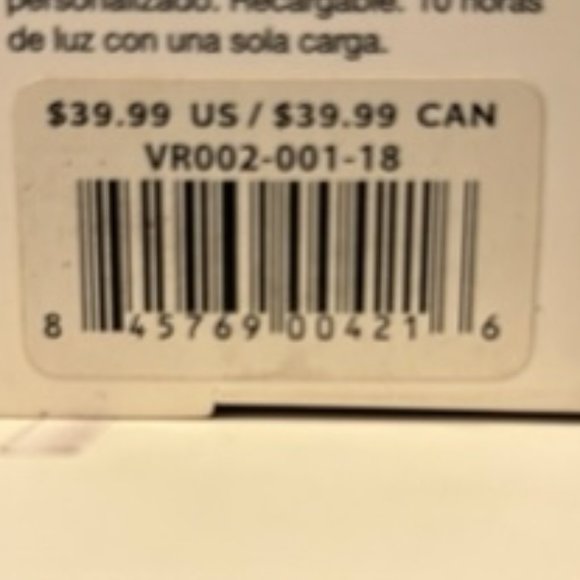 personalizado. Recargable. 10 horas
de luz con una sola carga.
$39.99 US / $39.99 CAN
VR002-001-18
8 45769 00421 6